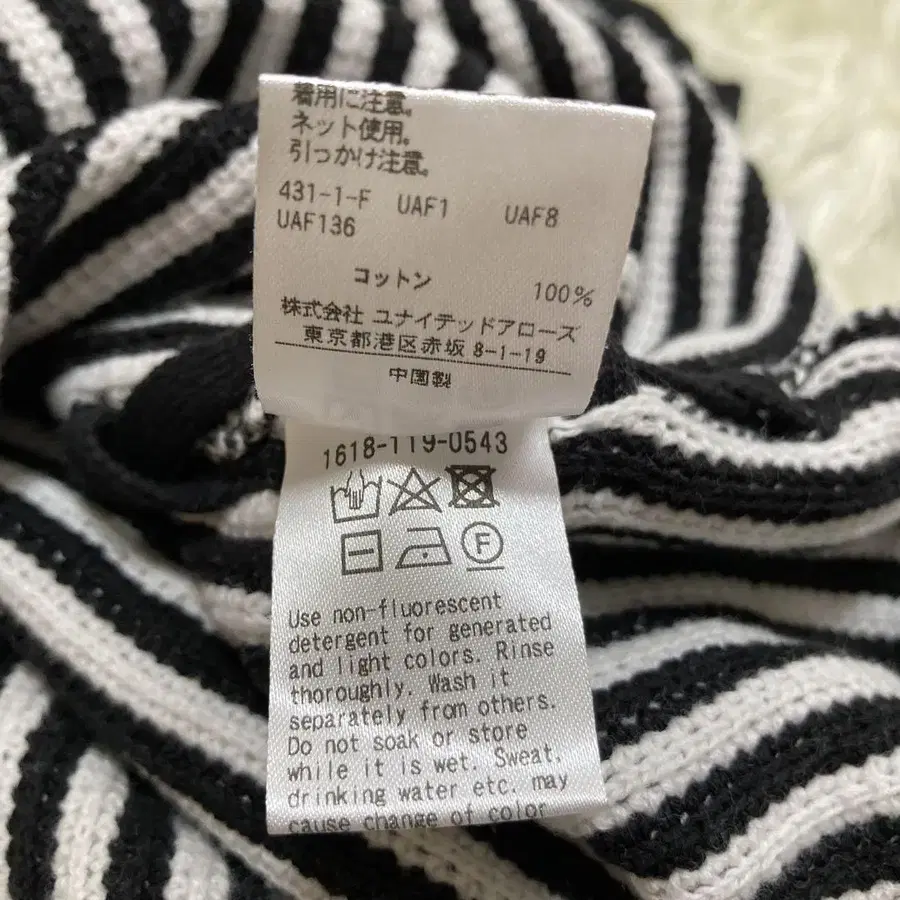 着用に注意。
ネット使用。
引っかけ注意。
431-1-F UAF1 UAF8
UAF136
コットン 100%
株式会社 ユナイテッドアローズ
東京都港区赤坂 8-1-19
中国製
1618-119-0543
F
Use non-fluorescent
detergent for generated
and light colors. Rinse
thoroughly. Wash it
separately from others.
Do not soak or store
while it is wet. Sweat,
drinking water etc. may
cause change of color